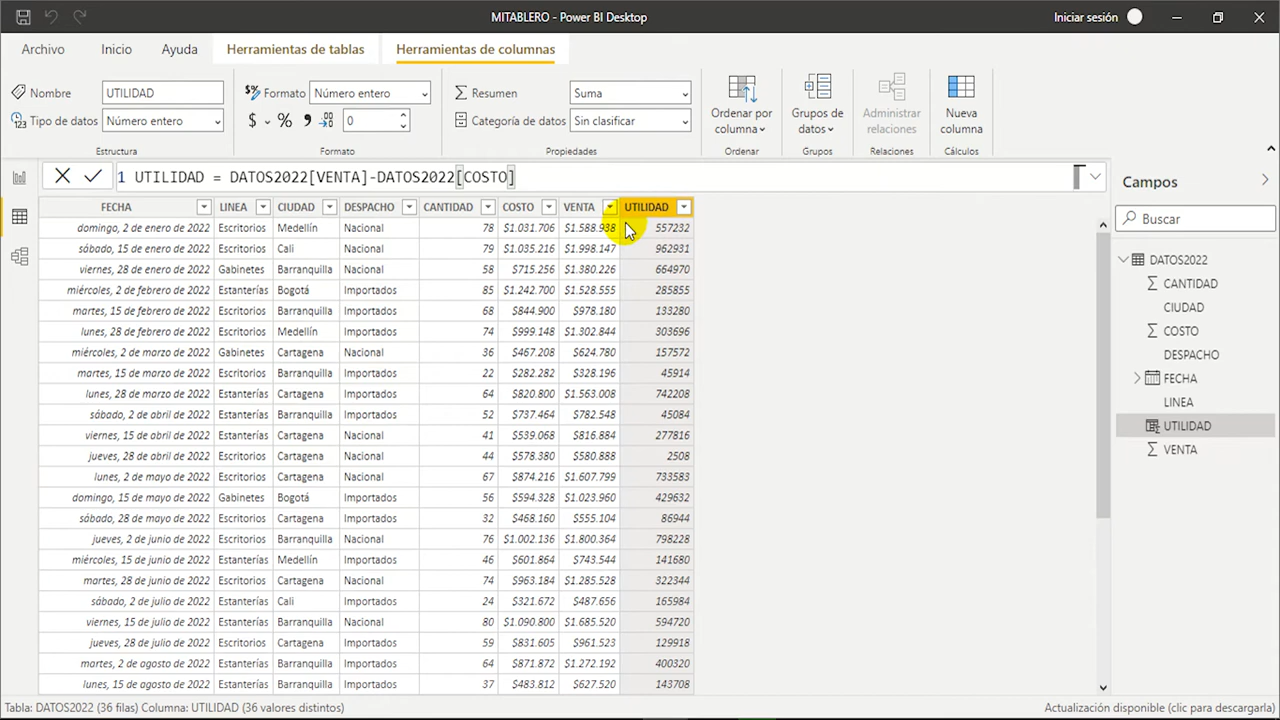 MITABLERO - Power BI Desktop
Iniciar sesión
Archivo Inicio Ayuda Herramientas de tablas Herramientas de columnas
Nombre UTILIDAD
Tipo de datos Número entero
Estructura
Formato Número entero
$ % 0
Formato
Resumen Suma
Categoría de datos Sin clasificar
Propiedades
Ordenar por columna
Ordenar
Grupos de datos
Grupos
Administrar relaciones
Relaciones
Nueva columna
Cálculos
1 UTILIDAD = DATOS2022[VENTA]-DATOS2022[COSTO]
FECHA LINEA CIUDAD DESPACHO CANTIDAD COSTO VENTA UTILIDAD
domingo, 2 de enero de 2022 Escritorios Medellín Nacional 78 $1.031.706 $1.588.938 557232
sábado, 15 de enero de 2022 Escritorios Cali Nacional 79 $1.035.216 $1.998.147 962931
viernes, 28 de enero de 2022 Gabinetes Barranquilla Nacional 58 $715.256 $1.380.226 664970
miércoles, 2 de febrero de 2022 Estanterías Bogotá Importados 85 $1.242.700 $1.528.555 285855
martes, 15 de febrero de 2022 Escritorios Barranquilla Importados 68 $844.900 $978.180 133280
lunes, 28 de febrero de 2022 Escritorios Medellín Importados 74 $999.148 $1.302.844 303696
miércoles, 2 de marzo de 2022 Gabinetes Cartagena Nacional 36 $467.208 $624.780 157572
martes, 15 de marzo de 2022 Escritorios Barranquilla Importados 22 $282.282 $328.196 45914
lunes, 28 de marzo de 2022 Estanterías Cartagena Importados 64 $820.800 $1.563.008 742208
sábado, 2 de abril de 2022 Estanterías Barranquilla Importados 52 $737.464 $782.548 45084
viernes, 15 de abril de 2022 Estanterías Cartagena Nacional 41 $539.068 $816.884 277816
jueves, 28 de abril de 2022 Estanterías Cartagena Nacional 44 $578.380 $580.888 2508
lunes, 2 de mayo de 2022 Escritorios Cartagena Nacional 67 $874.216 $1.607.799 733583
domingo, 15 de mayo de 2022 Gabinetes Bogotá Importados 56 $594.328 $1.023.960 429632
sábado, 28 de mayo de 2022 Escritorios Cartagena Importados 32 $468.160 $555.104 86944
jueves, 2 de junio de 2022 Escritorios Barranquilla Nacional 76 $1.002.136 $1.800.364 798228
miércoles, 15 de junio de 2022 Estanterías Medellín Importados 46 $601.864 $743.544 141680
martes, 28 de junio de 2022 Escritorios Cartagena Nacional 74 $963.184 $1.285.528 322344
sábado, 2 de julio de 2022 Estanterías Cali Importados 24 $321.672 $487.656 165984
viernes, 15 de julio de 2022 Estanterías Barranquilla Nacional 80 $1.090.800 $1.685.520 594720
jueves, 28 de julio de 2022 Escritorios Cartagena Importados 59 $831.605 $961.523 129918
martes, 2 de agosto de 2022 Estanterías Barranquilla Importados 64 $871.872 $1.272.192 400320
lunes, 15 de agosto de 2022 Estanterías Barranquilla Importados 37 $483.812 $627.520 143708
Campos
Buscar
DATOS2022
CANTIDAD
CIUDAD
COSTO
DESPACHO
FECHA
LINEA
UTILIDAD
VENTA
Tabla: DATOS2022 (36 filas) Columna: UTILIDAD (36 valores distintos)
Actualización disponible (clic para descargarla)